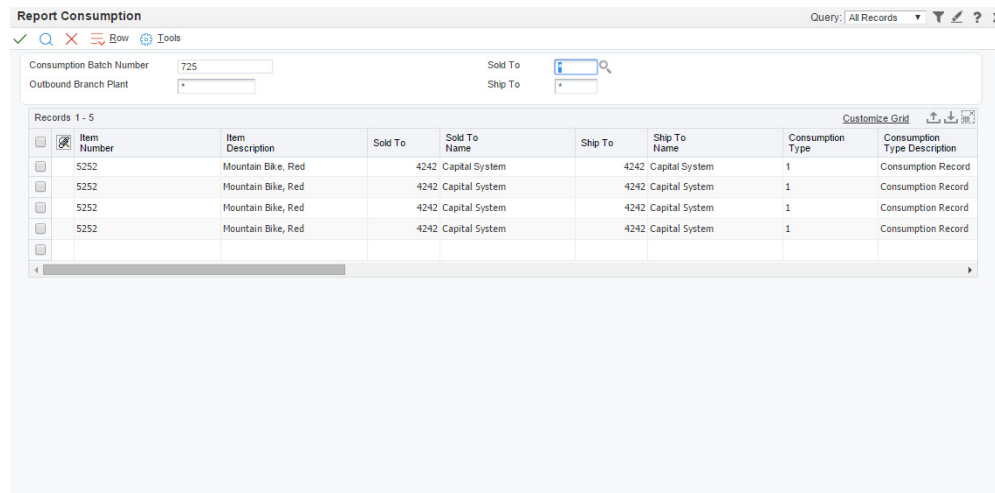 Report Consumption
Query: All Records
?
Row Tools
Consumption Batch Number 725 Sold To *
Outbound Branch Plant * Ship To *
Records 1 - 5 Customize Grid
Item Number Item Description Sold To Sold To Name Ship To Ship To Name Consumption Type Consumption Type Description
5252 Mountain Bike, Red 4242 Capital System 4242 Capital System 1 Consumption Record
5252 Mountain Bike, Red 4242 Capital System 4242 Capital System 1 Consumption Record
5252 Mountain Bike, Red 4242 Capital System 4242 Capital System 1 Consumption Record
5252 Mountain Bike, Red 4242 Capital System 4242 Capital System 1 Consumption Record